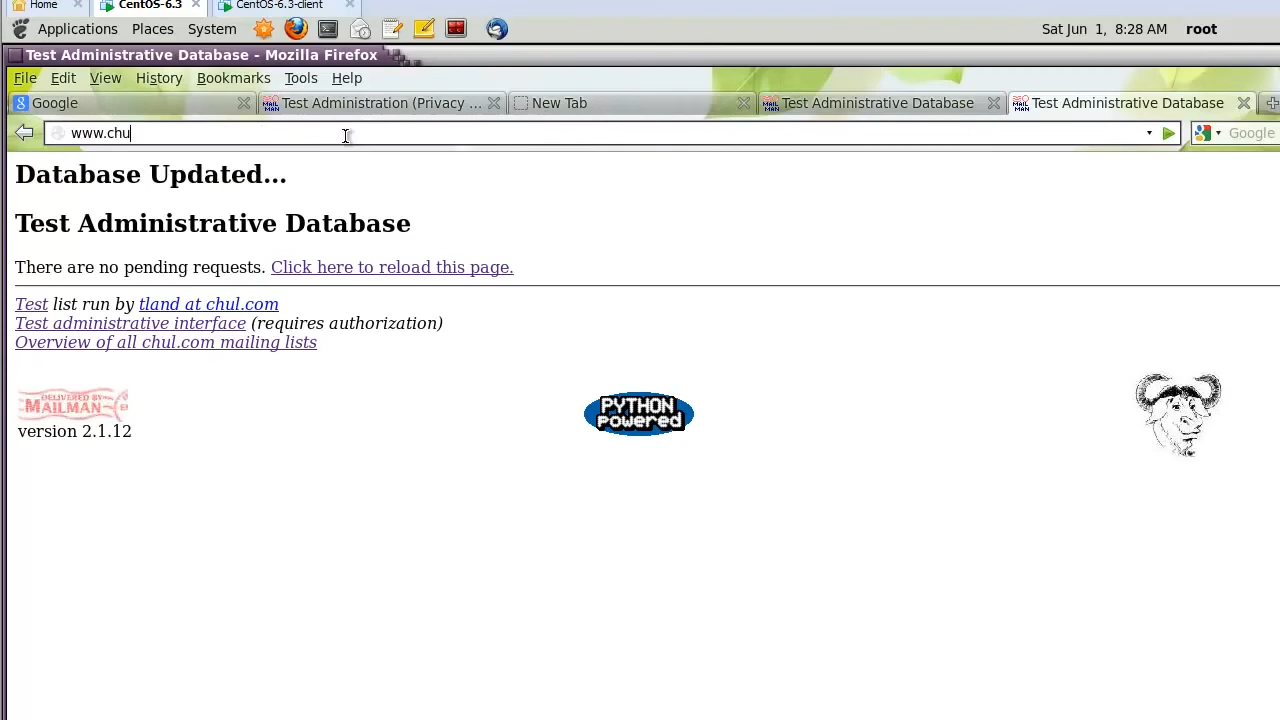 Home CentOS-6.3 CentOS-6.3-client
Applications Places System Sat Jun 1, 8:28 AM root
Test Administrative Database - Mozilla Firefox
File Edit View History Bookmarks Tools Help
Google Test Administration (Privacy ... New Tab Test Administrative Database Test Administrative Database
www.chu Google
Database Updated...
Test Administrative Database
There are no pending requests. Click here to reload this page.
Test list run by tland at chul.com
Test administrative interface (requires authorization)
Overview of all chul.com mailing lists
DELIVERED BY
MAILMAN
PYTHON
powered
version 2.1.12